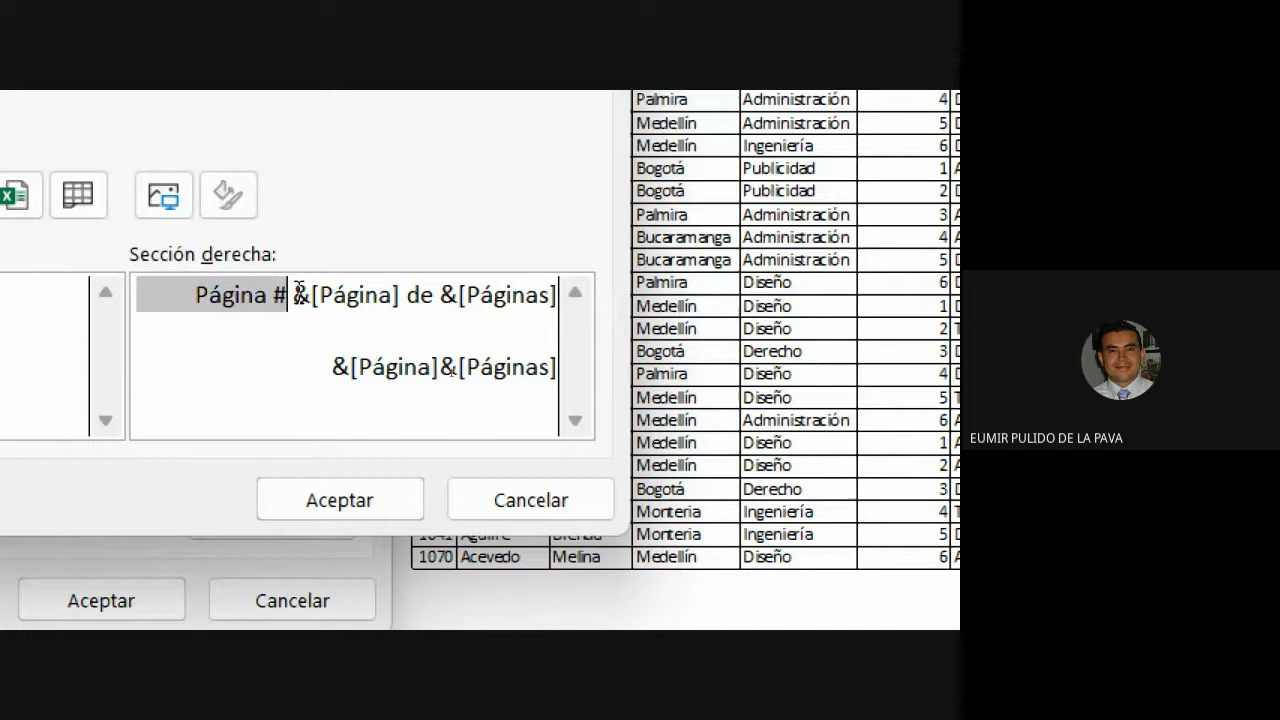 Sección derecha:
Página # &[Página] de &[Páginas]
&[Página]&[Páginas]
Aceptar
Cancelar
Aceptar
Cancelar
Palmira Administración 4
Medellín Administración 5
Medellín Ingeniería 6
Bogotá Publicidad 1
Bogotá Publicidad 2
Palmira Administración 3
Bucaramanga Administración 4
Bucaramanga Administración 5
Palmira Diseño 6
Medellín Diseño 1
Medellín Diseño 2
Bogotá Derecho 3
Palmira Diseño 4
Medellín Diseño 5
Medellín Administración 6
Medellín Diseño 1
Medellín Diseño 2
Bogotá Derecho 3
Monteria Ingeniería 4
Monteria Ingeniería 5
1070 Acevedo Melina Medellín Diseño 6
EUMIR PULIDO DE LA PAVA